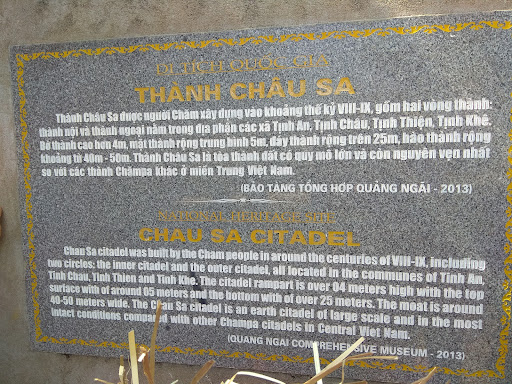 DI TÍCH QUỐC GIA
THÀNH CHÂU SA
Thành Châu Sa được người Chăm xây dựng vào khoảng thế kỷ VIII-IX, gồm hai vòng thành:
thành nội và thành ngoại nằm trong địa phận các xã Tịnh An, Tịnh Châu, Tịnh Thiện, Tịnh Khê.
Bờ thành cao hơn 4m, mặt thành rộng trung bình 5m, đáy thành rộng trên 25m, hào thành rộng
khoảng từ 40m - 50m. Thành Châu Sa là tòa thành đất có quy mô lớn và còn nguyên vẹn nhất
so với các thành Chămpa khác ở miền Trung Việt Nam.
(BẢO TÀNG TỔNG HỢP QUẢNG NGÃI - 2013)
NATIONAL HERITAGE SITE
CHAU SA CITADEL
Chau Sa citadel was built by the Cham people in around the centuries of VIII-IX, including
two circles: the inner citadel and the outer citadel, all located in the communes of Tinh An,
Tinh Chau, Tinh Thien and Tinh Khe. The citadel rampart is over 04 meters high with the top
surface with of around 05 meters and the bottom with of over 25 meters. The moat is around
40-50 meters wide. The Chau Sa citadel is an earth citadel of large scale and in the most
intact conditions compared with other Champa citadels in Central Viet Nam.
(QUANG NGAI COMPREHENSIVE MUSEUM - 2013)